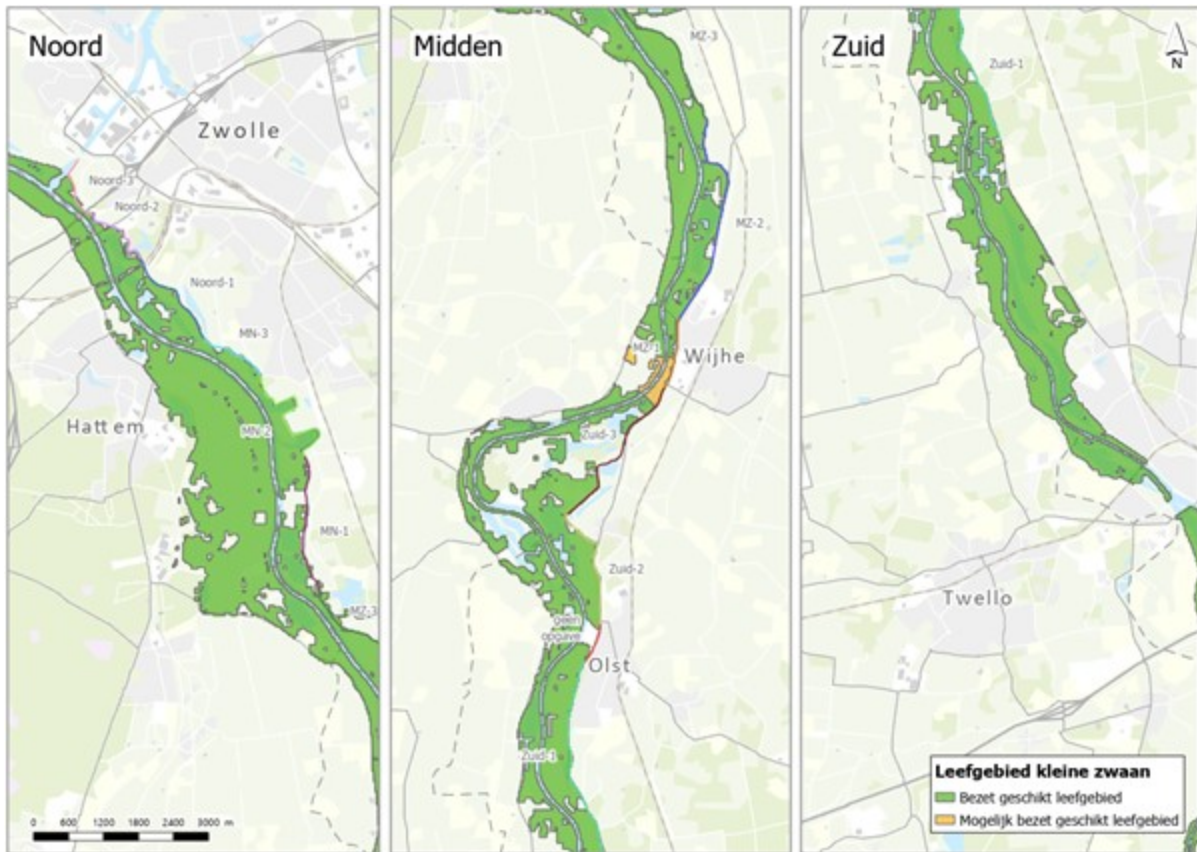 Noord
Zwolle
Noord-3
Noord-2
Noord-1
MN-3
Hattem
MN-2
MN-1
MZ-3
0 600 1200 1800 2400 3000 m
Midden
MZ-3
MZ-2
MZ-1
Wijhe
Zuid-3
Zuid-2
geen
opgave
Olst
Zuid-1
Zuid
N
Zuid-1
Twello
Leefgebied kleine zwaan
Bezet geschikt leefgebied
Mogelijk bezet geschikt leefgebied